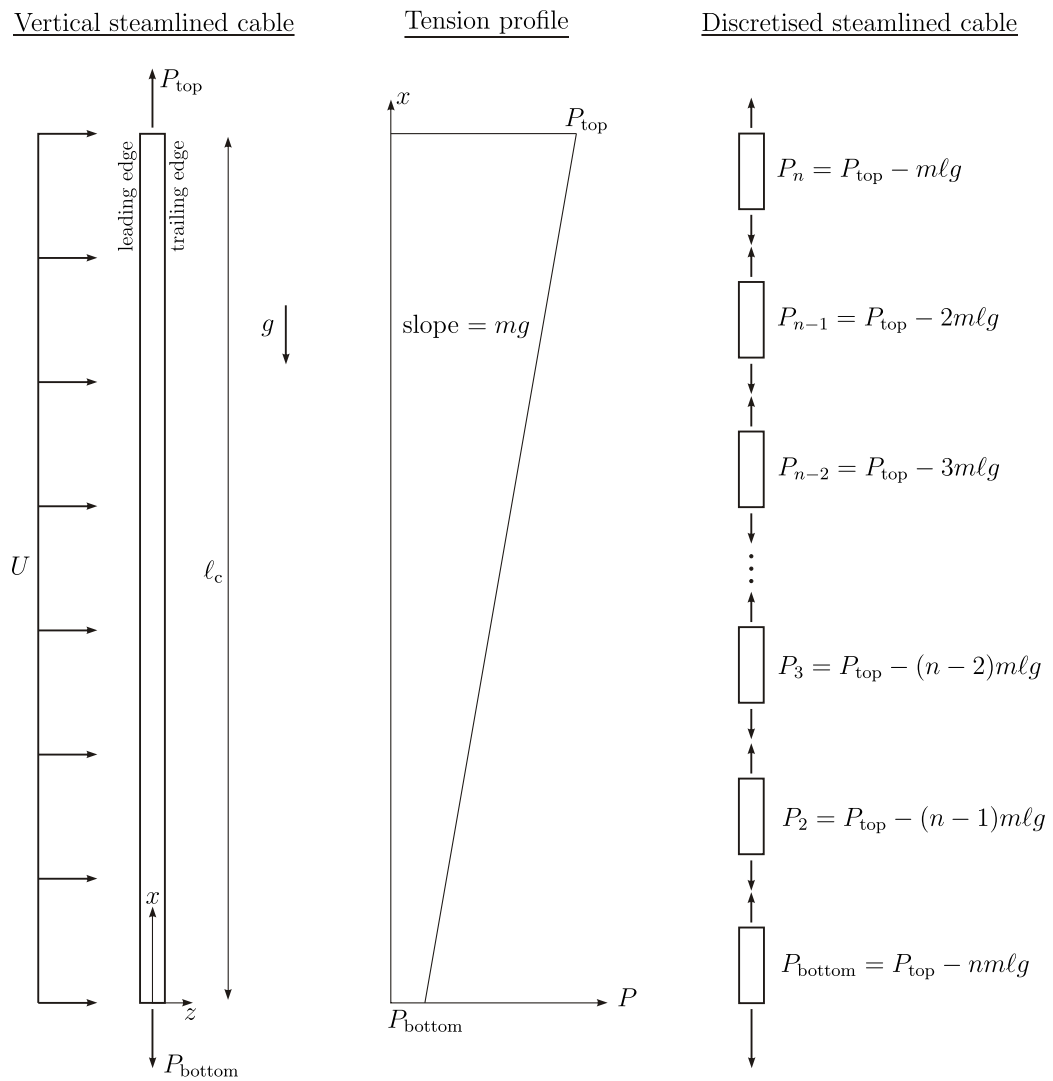 Vertical steamlined cable
P_top
leading edge
trailing edge
g
U
ℓ_c
x
z
P_bottom
Tension profile
x
P_top
slope = mg
P
P_bottom
Discretised steamlined cable
P_n = P_top − mℓg
P_{n−1} = P_top − 2mℓg
P_{n−2} = P_top − 3mℓg
⋮
P_3 = P_top − (n − 2)mℓg
P_2 = P_top − (n − 1)mℓg
P_bottom = P_top − nmℓg